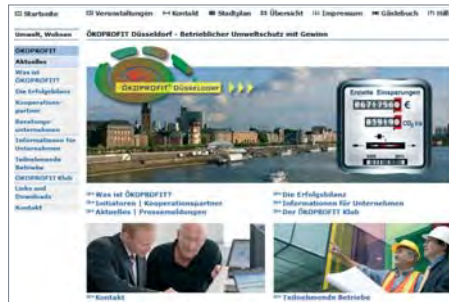 Startseite Veranstaltungen Kontakt Stadtplan Übersicht Impressum Gästebuch
Umwelt, Wohnen
ÖKOPROFIT Düsseldorf - Betrieblicher Umweltschutz mit Gewinn
ÖKOPROFIT
Aktuelles
Was ist
ÖKOPROFIT?
Die Erfolgsbilanz
Kooperations-
partner
Beratungs-
unternehmen
Informationen für
Unternehmen
Teilnehmende
Betriebe
ÖKOPROFIT Klub
Links und
Downloads
Kontakt
ÖKOPROFIT® DÜSSELDORF
Erzielte Einsparungen
€
CO₂
Was ist ÖKOPROFIT?
Initiatoren | Kooperationspartner
Aktuelles | Pressemeldungen
Die Erfolgsbilanz
Informationen für Unternehmen
Der ÖKOPROFIT Klub
Kontakt
Teilnehmende Betriebe